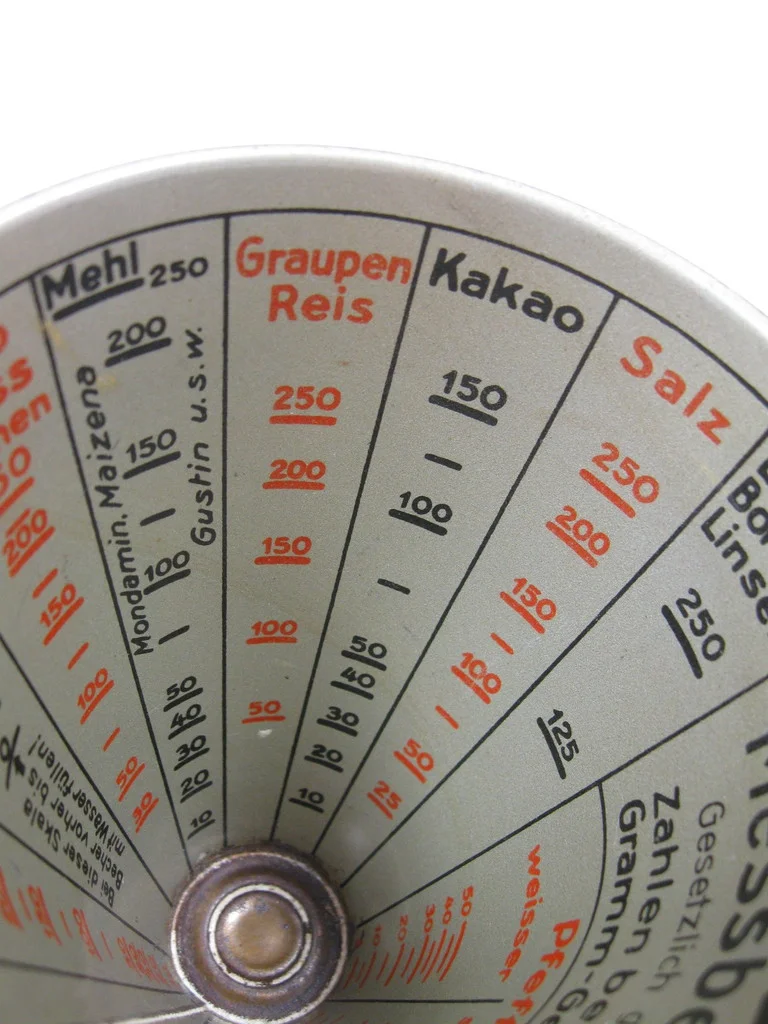 Mehl 250
200
150
100
50
40
30
20
10
Mondamin. Maizena
Gustin u.s.w.
Graupen
Reis
250
200
150
100
50
Kakao
150
100
50
40
30
20
10
Salz
250
200
150
100
50
25
Linse
250
125
200
150
100
50
Bei dieser Skala
Becher vorher bis
mit Wasser füllen!
weisser
50
40
30
20
10
Zahlen
Gramm-Ge
Gesetzlich